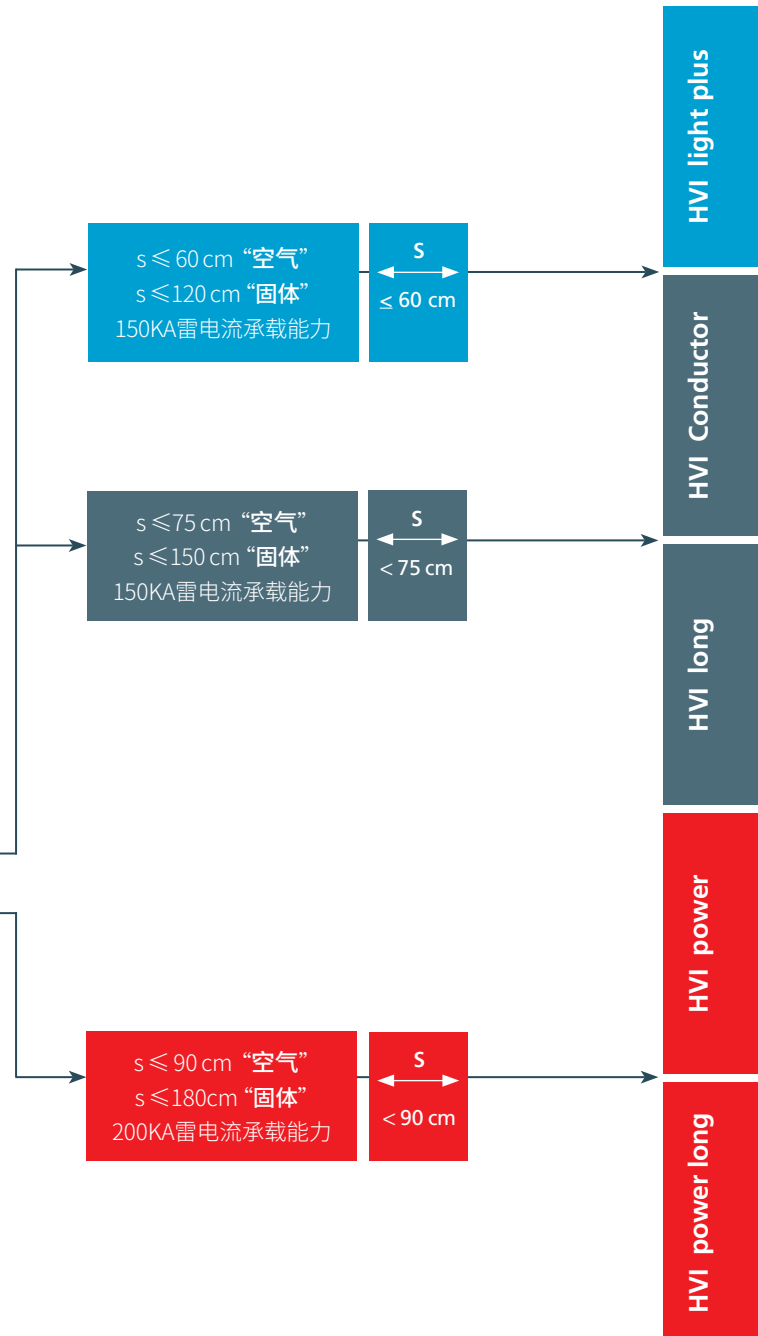 HVI light plus
s ≤ 60 cm “空气”
s ≤120 cm “固体”
150KA雷电流承载能力
S
≤ 60 cm
HVI Conductor
s ≤75 cm “空气”
s ≤150 cm “固体”
150KA雷电流承载能力
S
< 75 cm
HVI long
HVI power
s ≤ 90 cm “空气”
s ≤180cm “固体”
200KA雷电流承载能力
S
< 90 cm
HVI power long